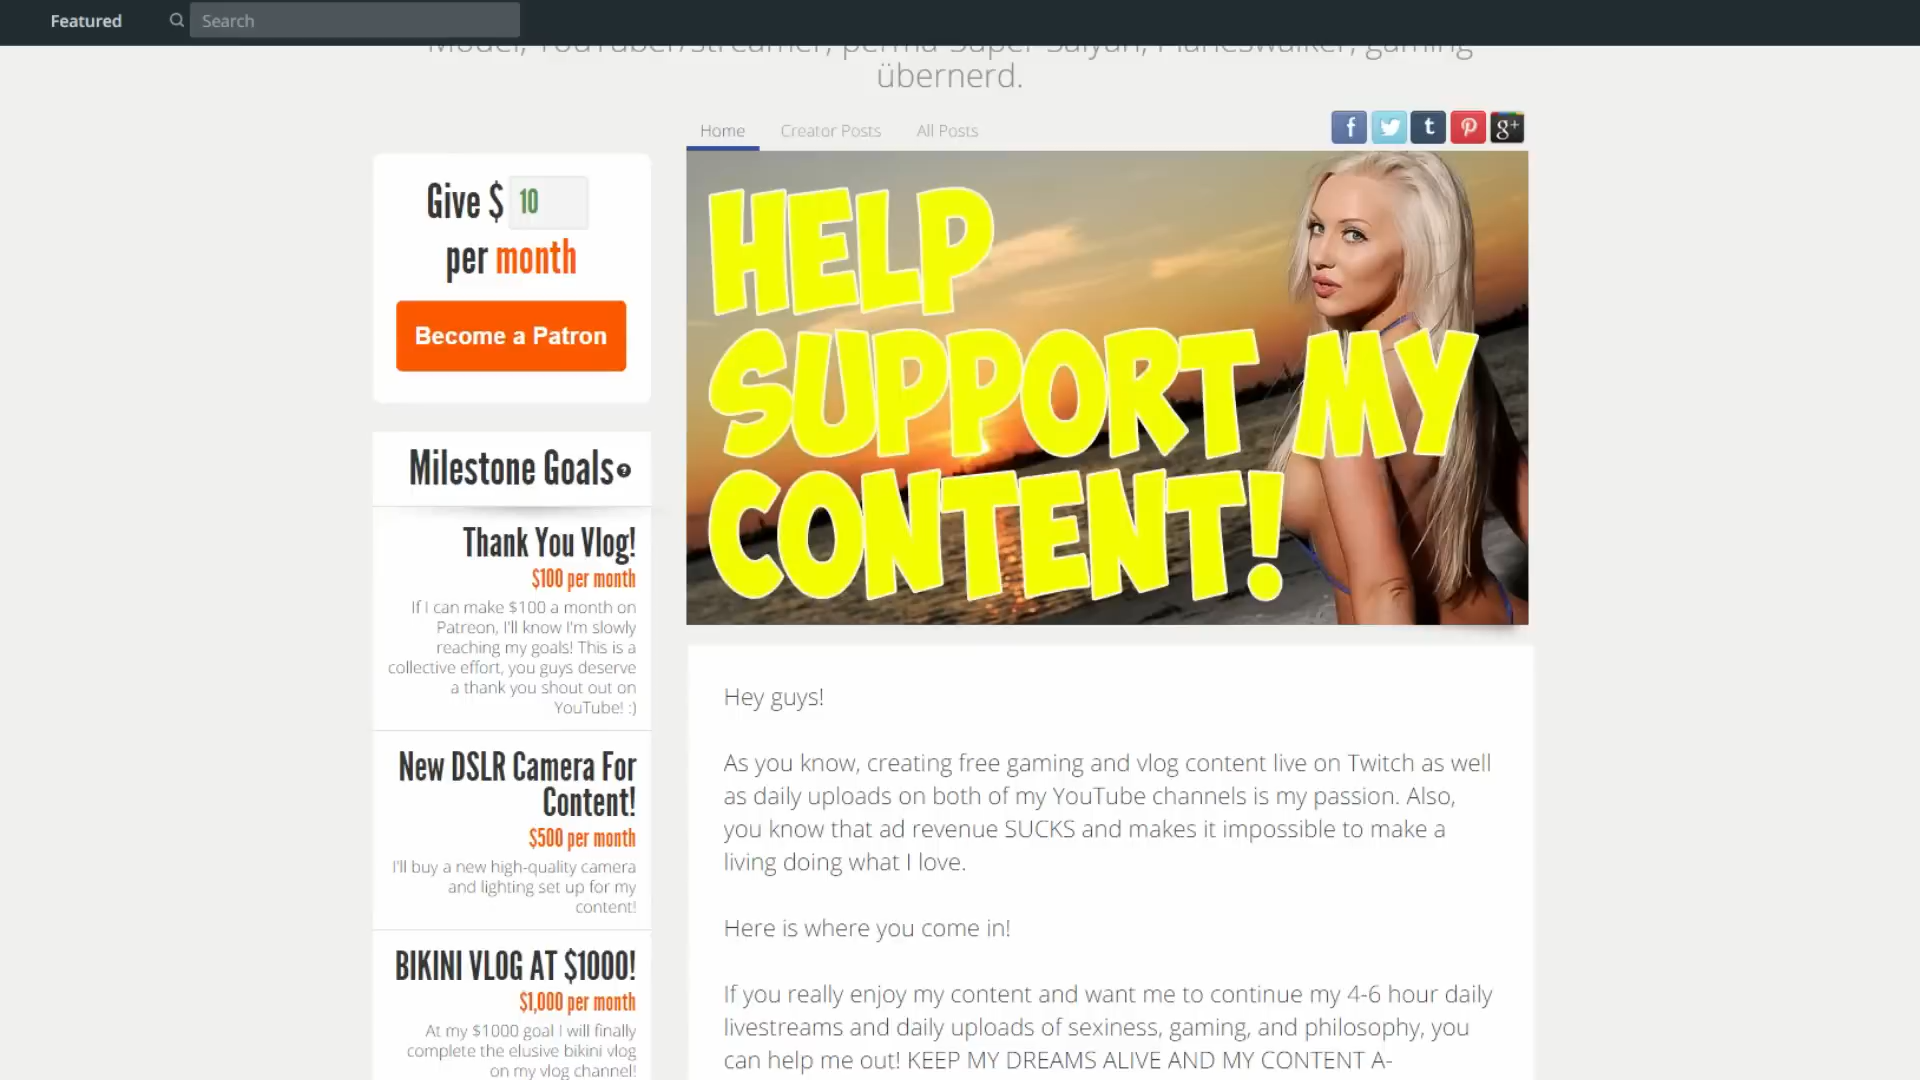 Featured
Search
Model, YouTuber/streamer, perma-Super Saiyan, Planeswalker, gaming
übernerd.
Home
Creator Posts
All Posts
f
t
g+
Give $ 10
per month
Become a Patron
HELP
SUPPORT MY
CONTENT!
Milestone Goals
Thank You Vlog!
$100 per month
If I can make $100 a month on
Patreon, I'll know I'm slowly
reaching my goals! This is a
collective effort, you guys deserve
a thank you shout out on
YouTube! :)
New DSLR Camera For
Content!
$500 per month
I'll buy a new high-quality camera
and lighting set up for my
content!
BIKINI VLOG AT $1000!
$1,000 per month
At my $1000 goal I will finally
complete the elusive bikini vlog
on my vlog channel!
Hey guys!
As you know, creating free gaming and vlog content live on Twitch as well
as daily uploads on both of my YouTube channels is my passion. Also,
you know that ad revenue SUCKS and makes it impossible to make a
living doing what I love.
Here is where you come in!
If you really enjoy my content and want me to continue my 4-6 hour daily
livestreams and daily uploads of sexiness, gaming, and philosophy, you
can help me out! KEEP MY DREAMS ALIVE AND MY CONTENT A-